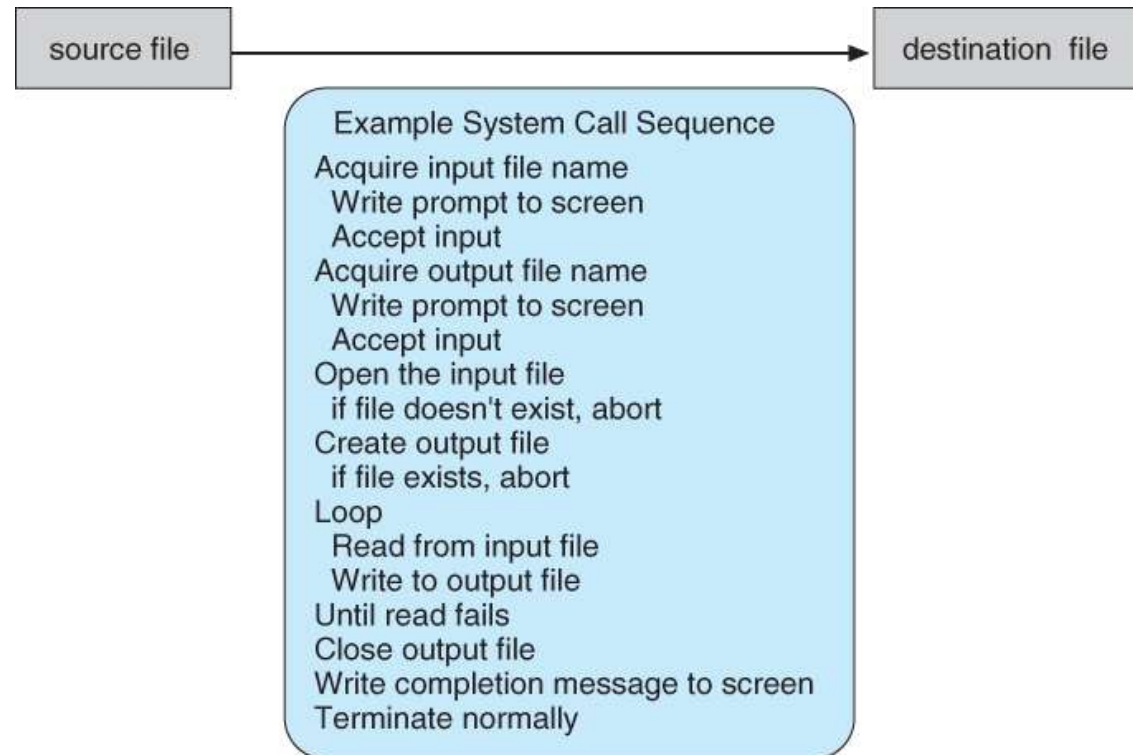 source file
destination file
Example System Call Sequence
Acquire input file name
Write prompt to screen
Accept input
Acquire output file name
Write prompt to screen
Accept input
Open the input file
if file doesn't exist, abort
Create output file
if file exists, abort
Loop
Read from input file
Write to output file
Until read fails
Close output file
Write completion message to screen
Terminate normally